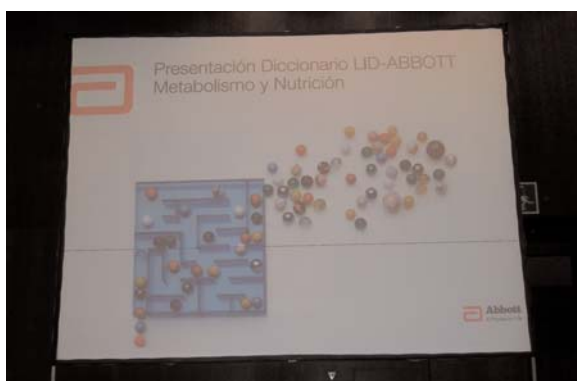 Presentación Diccionario LID-ABBOTT
Metabolismo y Nutrición
Abbott